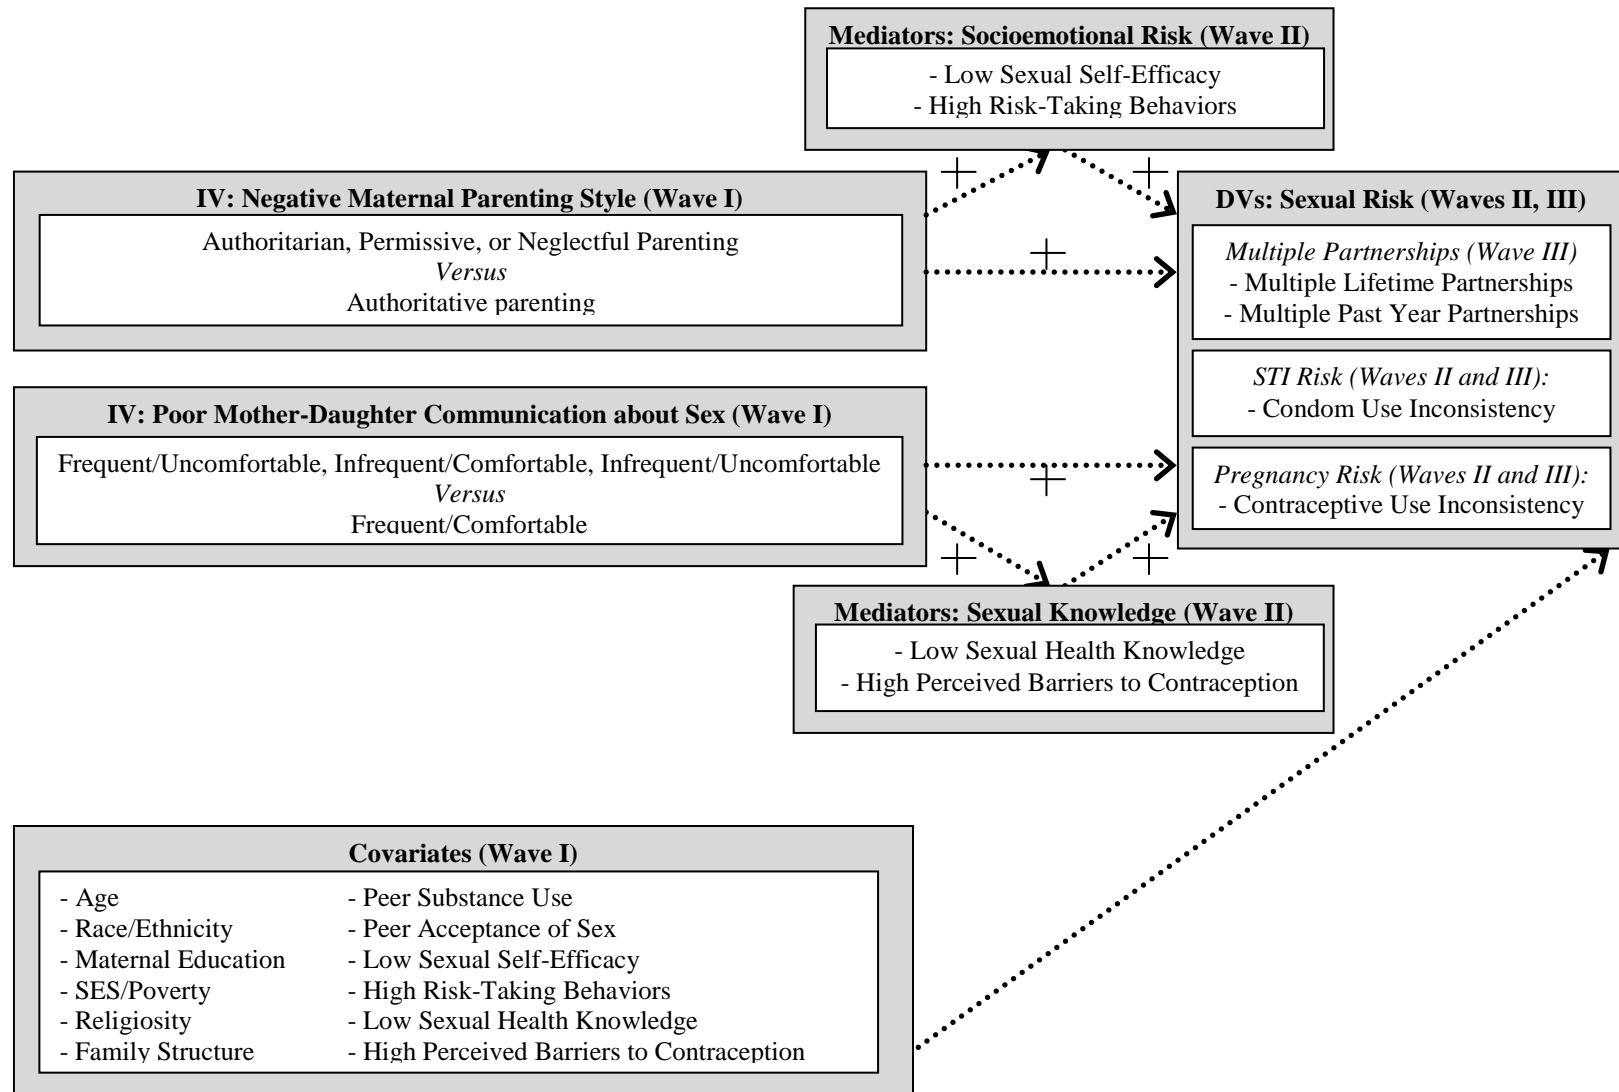 Mediators: Socioemotional Risk (Wave II)
- Low Sexual Self-Efficacy
- High Risk-Taking Behaviors
+
+
IV: Negative Maternal Parenting Style (Wave I)
Authoritarian, Permissive, or Neglectful Parenting
Versus
Authoritative parenting
+
DVs: Sexual Risk (Waves II, III)
Multiple Partnerships (Wave III)
- Multiple Lifetime Partnerships
- Multiple Past Year Partnerships
STI Risk (Waves II and III):
- Condom Use Inconsistency
Pregnancy Risk (Waves II and III):
- Contraceptive Use Inconsistency
IV: Poor Mother-Daughter Communication about Sex (Wave I)
Frequent/Uncomfortable, Infrequent/Comfortable, Infrequent/Uncomfortable
Versus
Frequent/Comfortable
+
+
+
Mediators: Sexual Knowledge (Wave II)
- Low Sexual Health Knowledge
- High Perceived Barriers to Contraception
Covariates (Wave I)
- Age
- Race/Ethnicity
- Maternal Education
- SES/Poverty
- Religiosity
- Family Structure
- Peer Substance Use
- Peer Acceptance of Sex
- Low Sexual Self-Efficacy
- High Risk-Taking Behaviors
- Low Sexual Health Knowledge
- High Perceived Barriers to Contraception